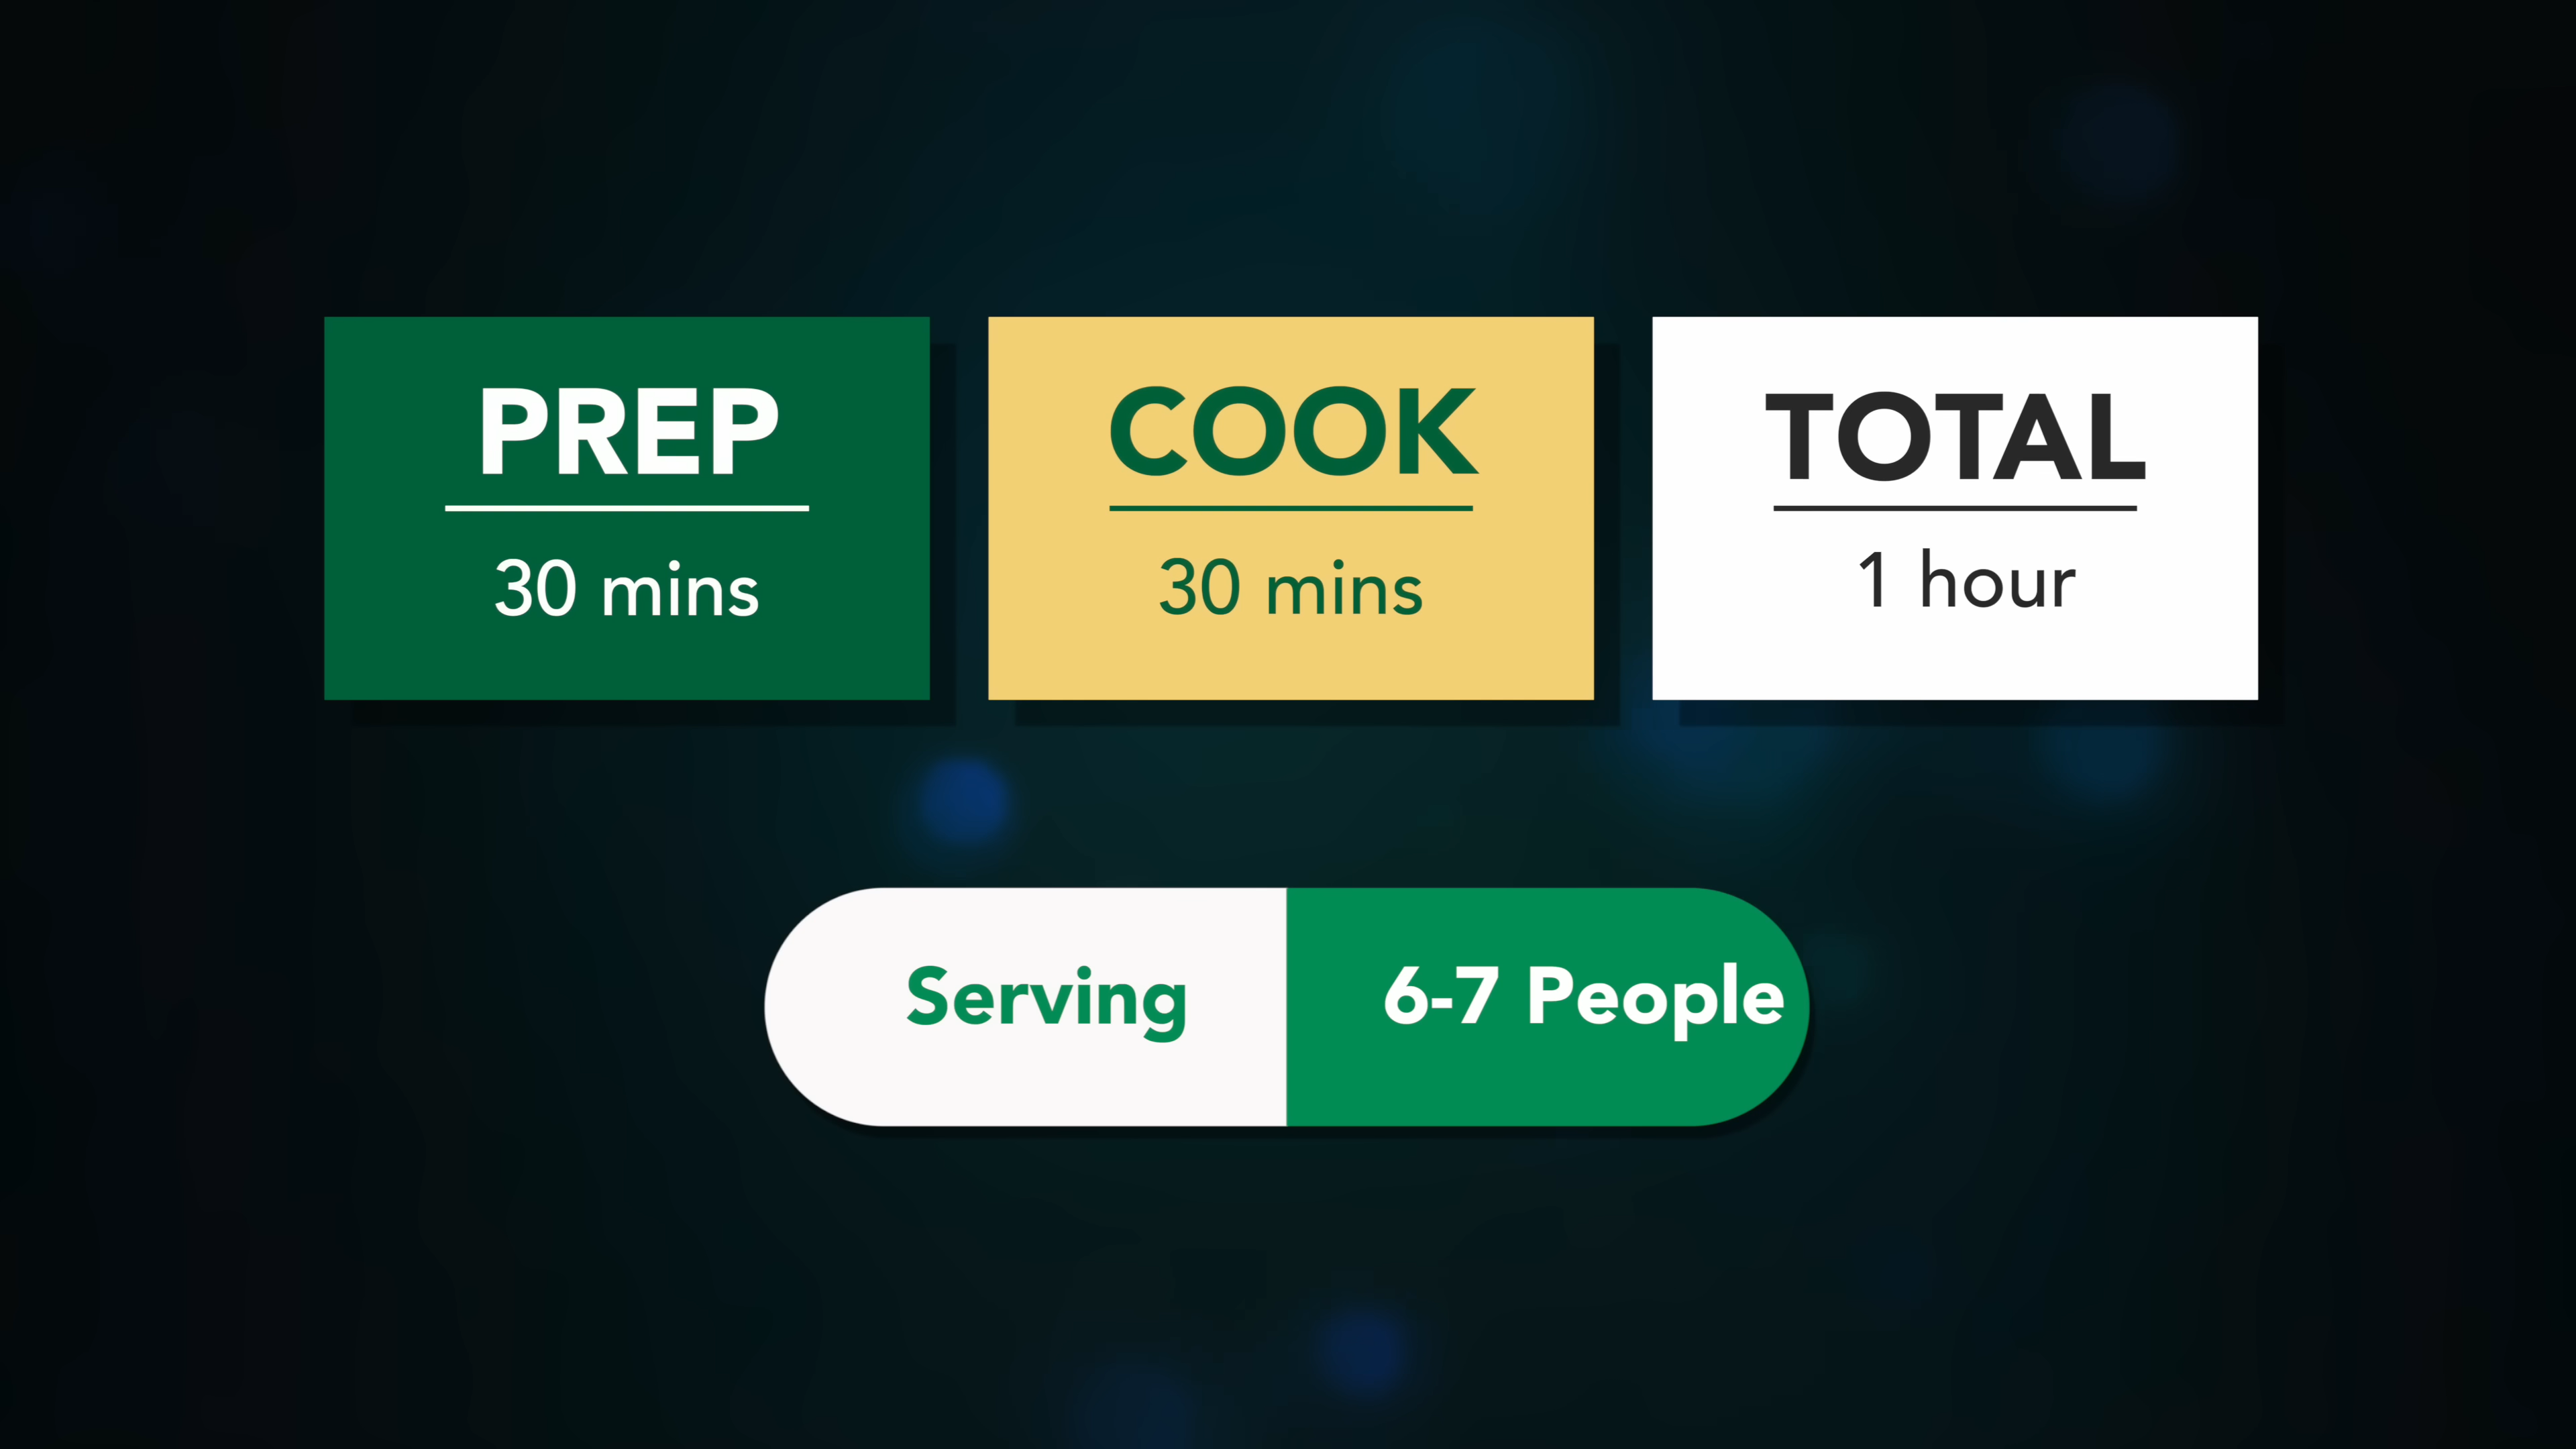 PREP
30 mins
COOK
30 mins
TOTAL
1 hour
Serving
6-7 People